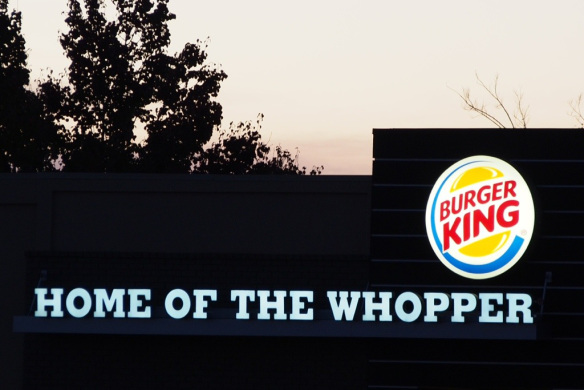 BURGER
KING
HOME OF THE WHOPPER